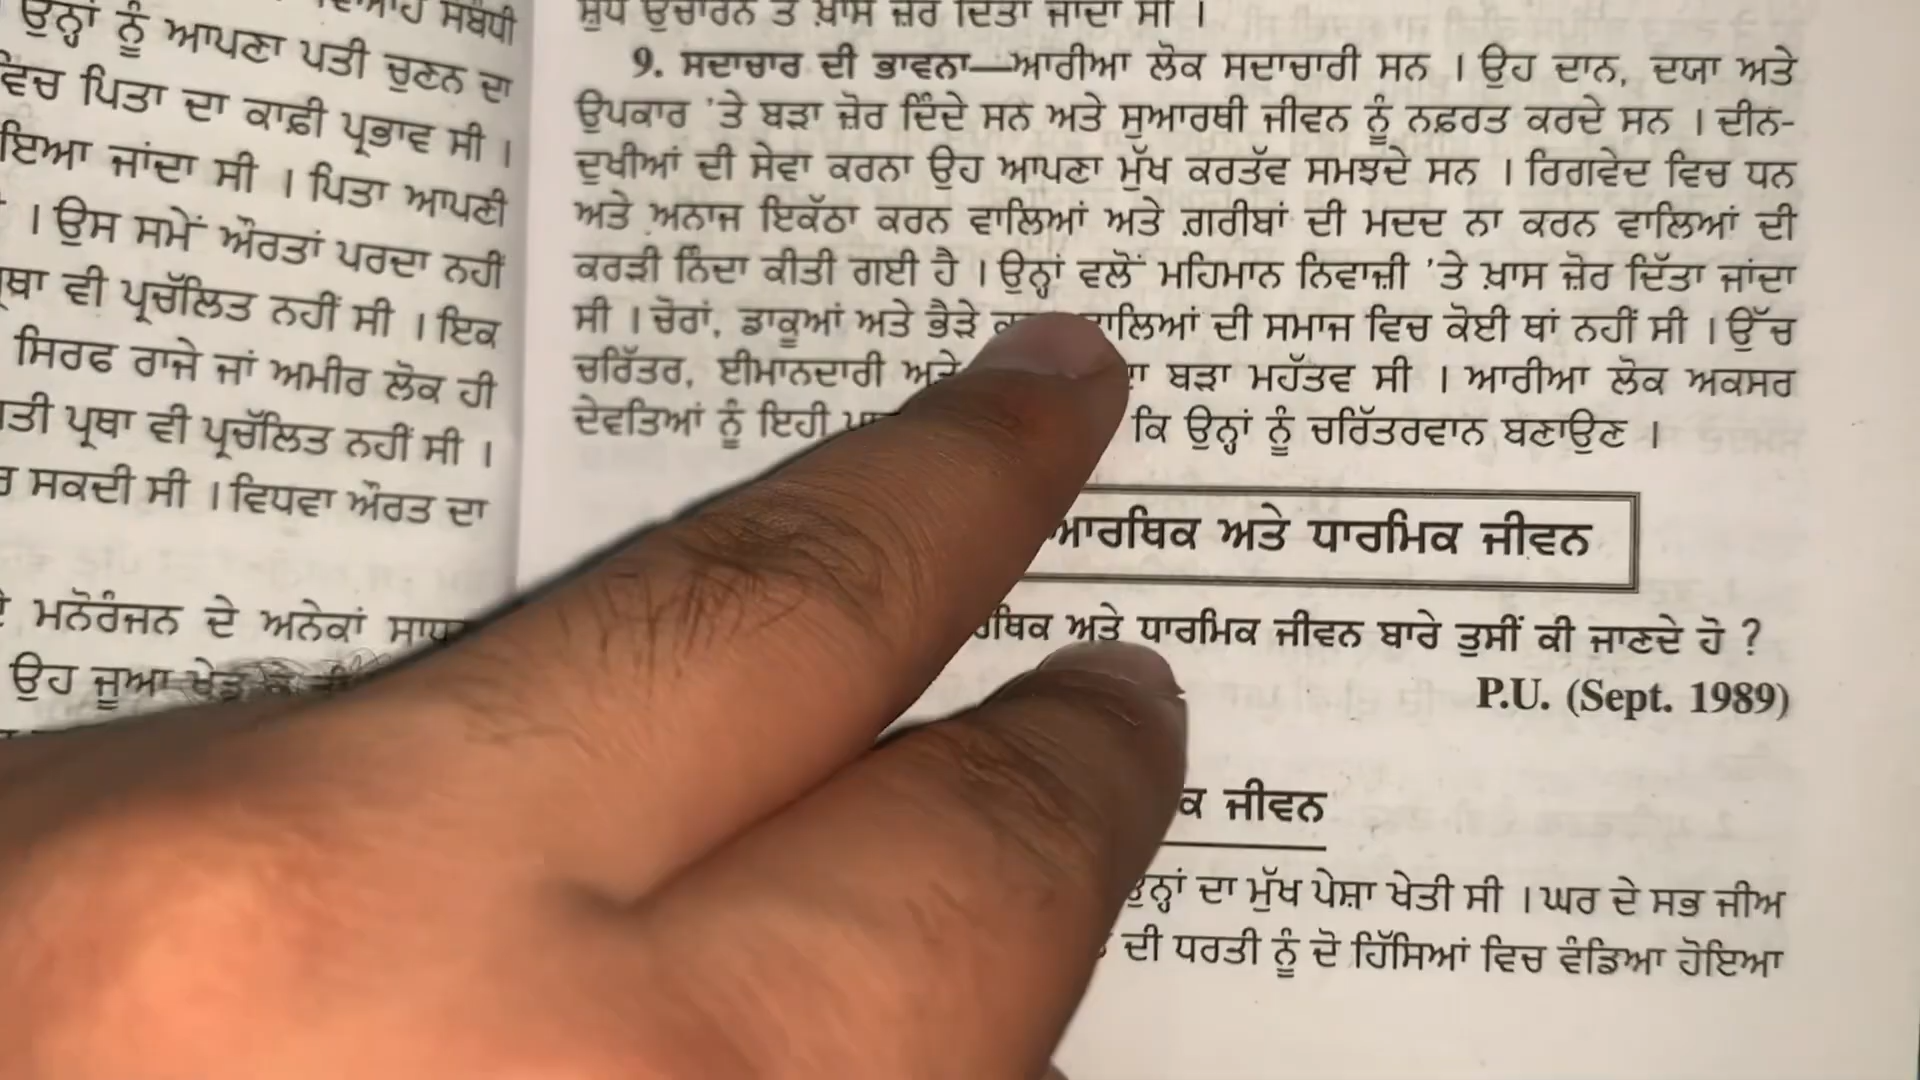 ਉਨ੍ਹਾਂ ਨੂੰ ਆਪਣਾ ਪਤੀ ਚੁਣਨ ਦਾ
ਵਿਚ ਪਿਤਾ ਦਾ ਕਾਫ਼ੀ ਪ੍ਰਭਾਵ ਸੀ ।
ਜਾਂਦਾ ਸੀ । ਪਿਤਾ ਆਪਣੀ
। ਉਸ ਸਮੇਂ ਔਰਤਾਂ ਪਰਦਾ ਨਹੀਂ
ਵੀ ਪ੍ਰਚੱਲਿਤ ਨਹੀਂ ਸੀ । ਇਕ
ਸਿਰਫ ਰਾਜੇ ਜਾਂ ਅਮੀਰ ਲੋਕ ਹੀ
ਪ੍ਰਥਾ ਵੀ ਪ੍ਰਚੱਲਿਤ ਨਹੀਂ ਸੀ ।
ਸਕਦੀ ਸੀ । ਵਿਧਵਾ ਔਰਤ ਦਾ
ਮਨੋਰੰਜਨ ਦੇ ਅਨੇਕਾਂ
ਉਹ ਜੂਆ
ਸ਼ੁੱਧ ਉਚਾਰਨ ਤੇ ਖ਼ਾਸ ਜ਼ੋਰ ਦਿੱਤਾ ਜਾਂਦਾ ਸੀ ।
9. ਸਦਾਚਾਰ ਦੀ ਭਾਵਨਾ—ਆਰੀਆ ਲੋਕ ਸਦਾਚਾਰੀ ਸਨ । ਉਹ ਦਾਨ, ਦਯਾ ਅਤੇ
ਉਪਕਾਰ 'ਤੇ ਬੜਾ ਜ਼ੋਰ ਦਿੰਦੇ ਸਨ ਅਤੇ ਸੁਆਰਥੀ ਜੀਵਨ ਨੂੰ ਨਫ਼ਰਤ ਕਰਦੇ ਸਨ । ਦੀਨ-
ਦੁਖੀਆਂ ਦੀ ਸੇਵਾ ਕਰਨਾ ਉਹ ਆਪਣਾ ਮੁੱਖ ਕਰਤੱਵ ਸਮਝਦੇ ਸਨ । ਰਿਗਵੇਦ ਵਿਚ ਧਨ
ਅਤੇ ਅਨਾਜ ਇਕੱਠਾ ਕਰਨ ਵਾਲਿਆਂ ਅਤੇ ਗ਼ਰੀਬਾਂ ਦੀ ਮਦਦ ਨਾ ਕਰਨ ਵਾਲਿਆਂ ਦੀ
ਕਰੜੀ ਨਿੰਦਾ ਕੀਤੀ ਗਈ ਹੈ । ਉਨ੍ਹਾਂ ਵਲੋਂ ਮਹਿਮਾਨ ਨਿਵਾਜ਼ੀ 'ਤੇ ਖ਼ਾਸ ਜ਼ੋਰ ਦਿੱਤਾ ਜਾਂਦਾ
ਸੀ । ਚੋਰਾਂ, ਡਾਕੂਆਂ ਅਤੇ ਭੈੜੇ ਵਾਲਿਆਂ ਦੀ ਸਮਾਜ ਵਿਚ ਕੋਈ ਥਾਂ ਨਹੀਂ ਸੀ । ਉੱਚ
ਚਰਿੱਤਰ, ਈਮਾਨਦਾਰੀ ਅਤੇ ਬੜਾ ਮਹੱਤਵ ਸੀ । ਆਰੀਆ ਲੋਕ ਅਕਸਰ
ਦੇਵਤਿਆਂ ਨੂੰ ਇਹੀ ਕਿ ਉਨ੍ਹਾਂ ਨੂੰ ਚਰਿੱਤਰਵਾਨ ਬਣਾਉਣ ।
ਆਰਥਿਕ ਅਤੇ ਧਾਰਮਿਕ ਜੀਵਨ
ਅਤੇ ਧਾਰਮਿਕ ਜੀਵਨ ਬਾਰੇ ਤੁਸੀਂ ਕੀ ਜਾਣਦੇ ਹੋ ?
P.U. (Sept. 1989)
ਜੀਵਨ
ਉਨ੍ਹਾਂ ਦਾ ਮੁੱਖ ਪੇਸ਼ਾ ਖੇਤੀ ਸੀ । ਘਰ ਦੇ ਸਭ ਜੀਅ
ਦੀ ਧਰਤੀ ਨੂੰ ਦੋ ਹਿੱਸਿਆਂ ਵਿਚ ਵੰਡਿਆ ਹੋਇਆ